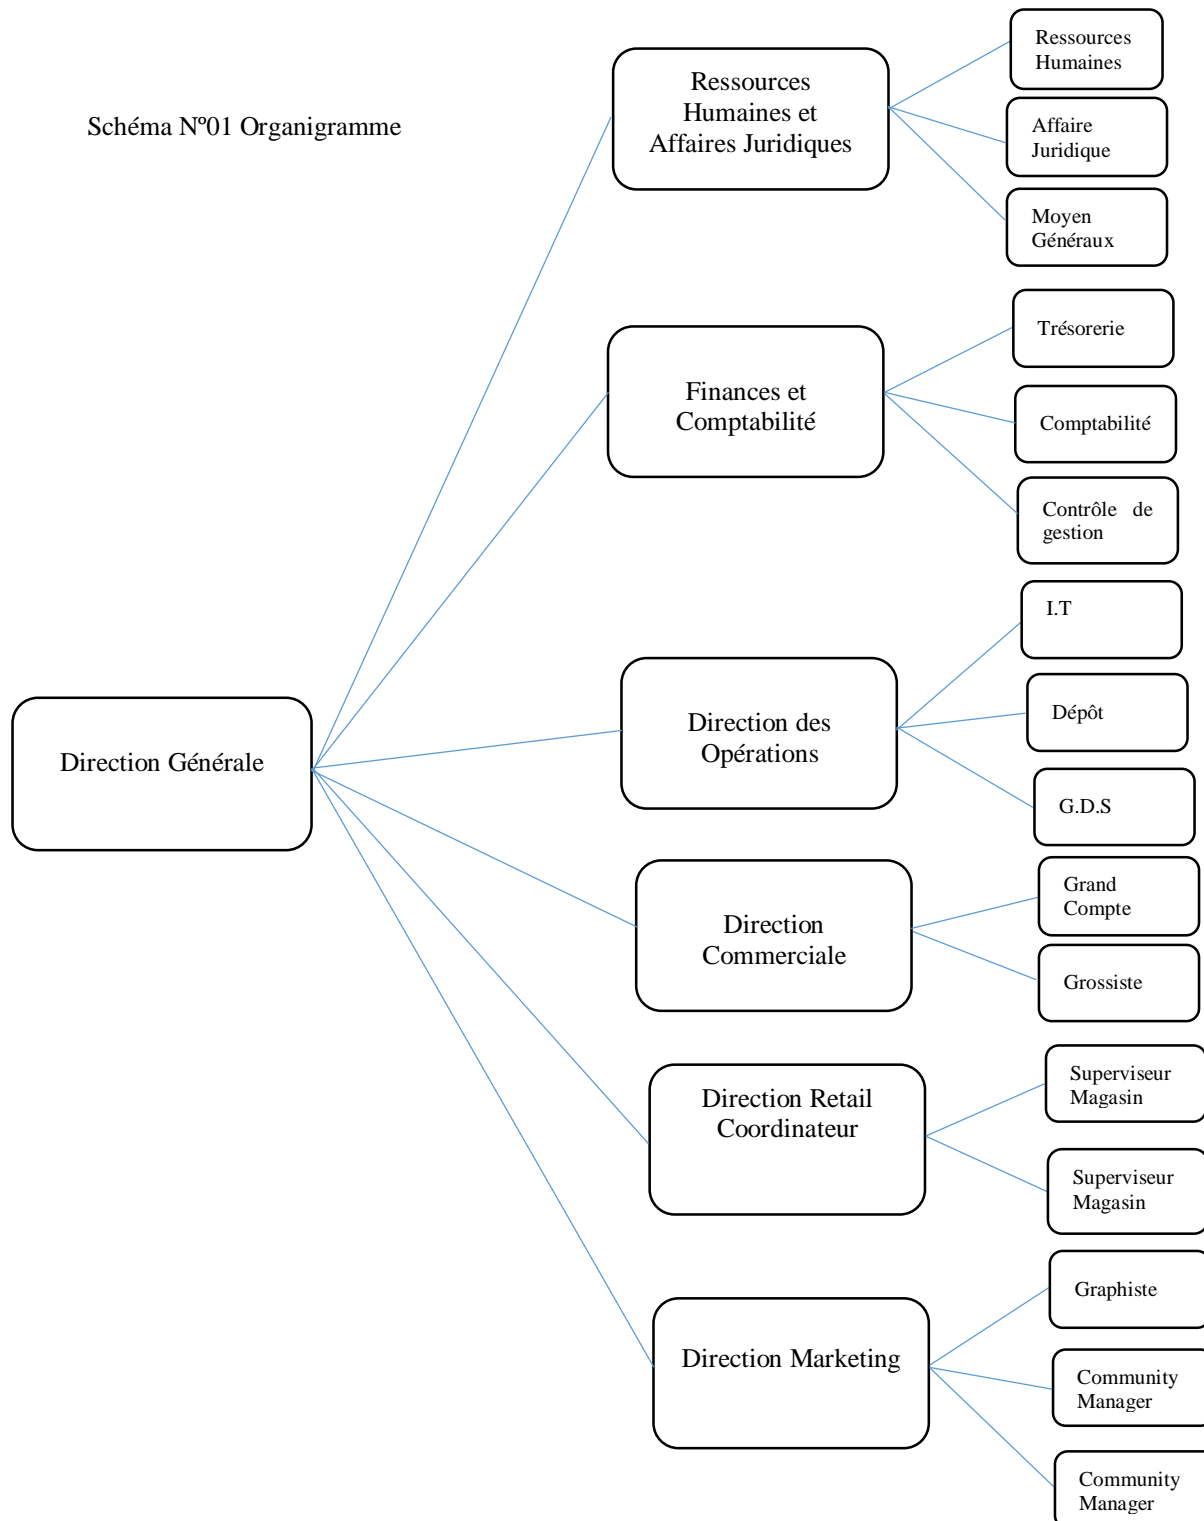 Schéma Nº01 Organigramme
Direction Générale
Ressources
Humaines et
Affaires Juridiques
Ressources
Humaines
Affaire
Juridique
Moyen
Généraux
Finances et
Comptabilité
Trésorerie
Comptabilité
Contrôle de
gestion
Direction des
Opérations
I.T
Dépôt
G.D.S
Direction
Commerciale
Grand
Compte
Grossiste
Direction Retail
Coordinateur
Superviseur
Magasin
Superviseur
Magasin
Direction Marketing
Graphiste
Community
Manager
Community
Manager